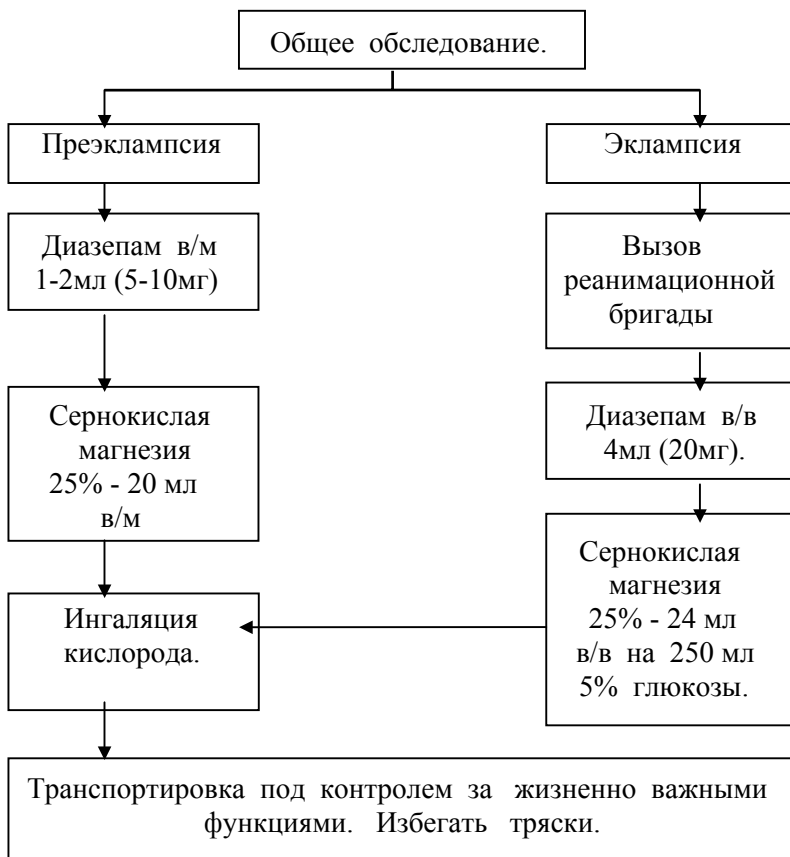 Общее обследование.
Преэклампсия
Эклампсия
Диазепам в/м
1-2мл (5-10мг)
Вызов
реанимационной
бригады
Сернокислая
магнезия
25% - 20 мл
в/м
Диазепам в/в
4мл (20мг).
Сернокислая
магнезия
25% - 24 мл
в/в на 250 мл
5% глюкозы.
Ингаляция
кислорода.
Транспортировка под контролем за жизненно важными
функциями. Избегать тряски.